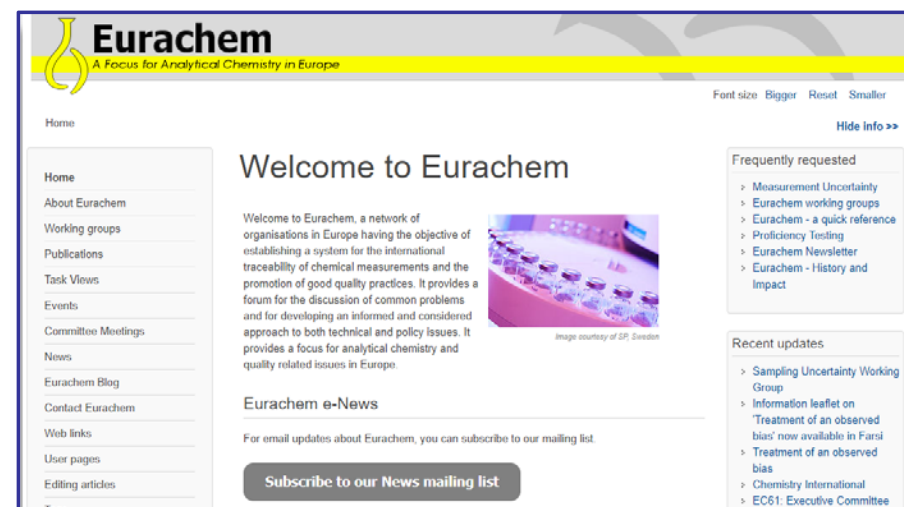 Eurachem
A Focus for Analytical Chemistry in Europe
Font size Bigger Reset Smaller
Home
Hide info >>
Home
About Eurachem
Working groups
Publications
Task Views
Events
Committee Meetings
News
Eurachem Blog
Contact Eurachem
Web links
User pages
Editing articles
Welcome to Eurachem
Welcome to Eurachem, a network of
organisations in Europe having the objective of
establishing a system for the international
traceability of chemical measurements and the
promotion of good quality practices. It provides a
forum for the discussion of common problems
and for developing an informed and considered
approach to both technical and policy issues. It
provides a focus for analytical chemistry and
quality related issues in Europe.
Image courtesy of SP, Sweden
Eurachem e-News
For email updates about Eurachem, you can subscribe to our mailing list.
Subscribe to our News mailing list
Frequently requested
Measurement Uncertainty
Eurachem working groups
Eurachem - a quick reference
Proficiency Testing
Eurachem Newsletter
Eurachem - History and
Impact
Recent updates
Sampling Uncertainty Working
Group
Information leaflet on
'Treatment of an observed
bias' now available in Farsi
Treatment of an observed
bias
Chemistry International
EC61: Executive Committee